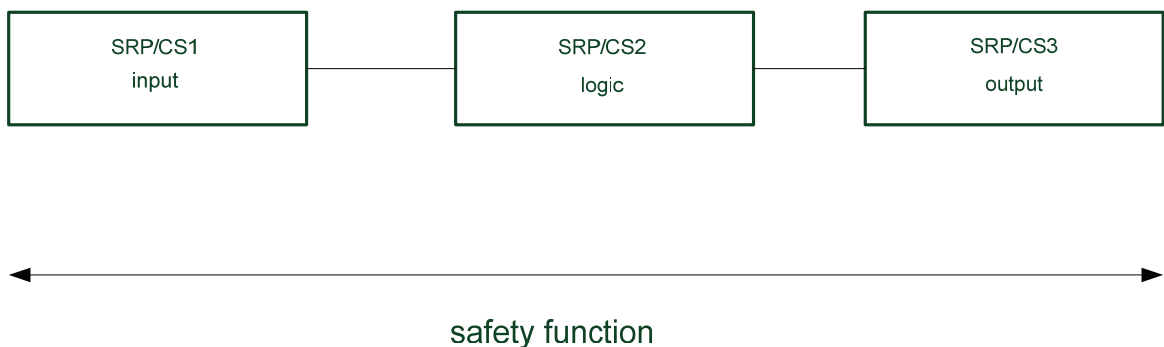 SRP/CS1
input
SRP/CS2
logic
SRP/CS3
output
safety function